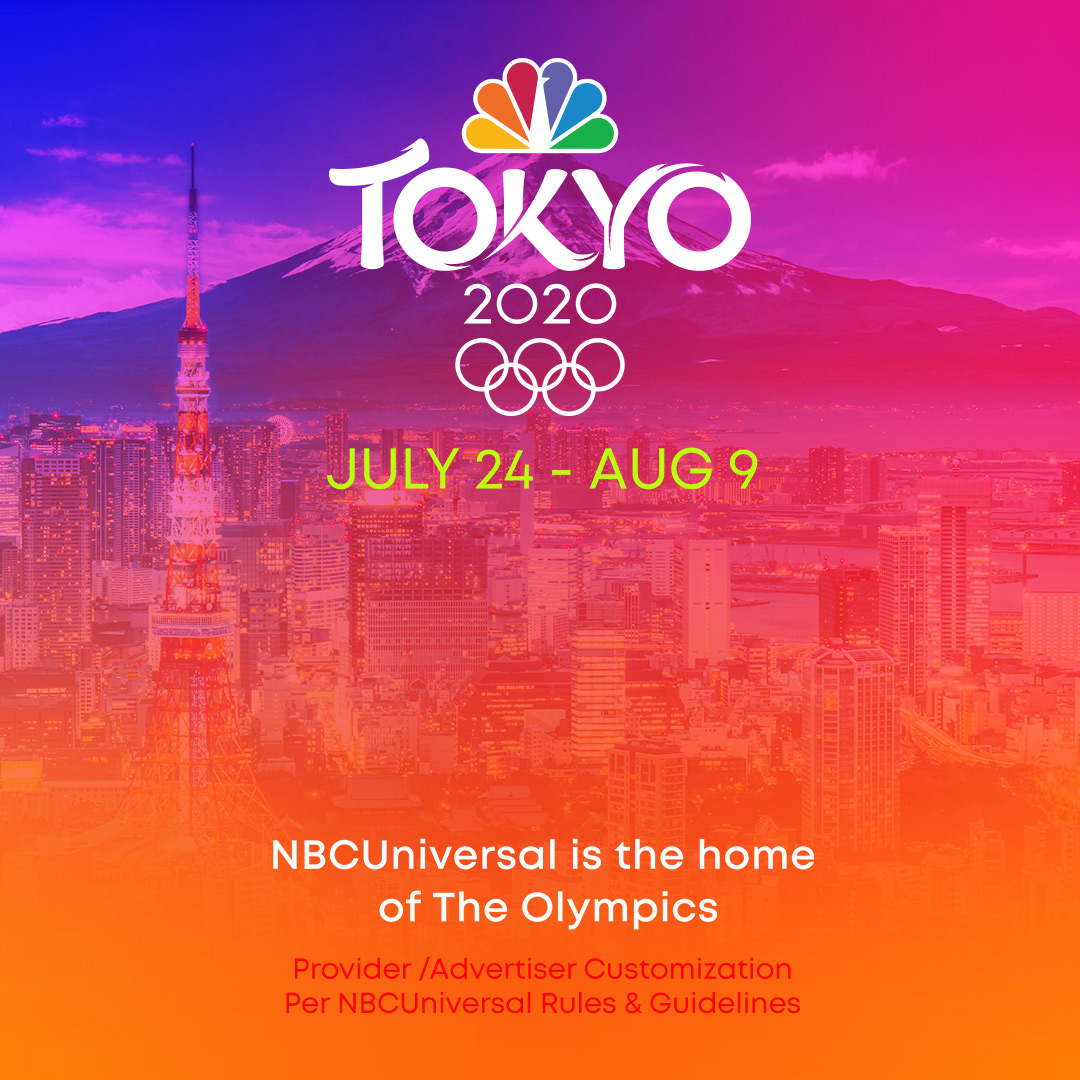 TOKYO
2020
JULY 24 - AUG 9
NBCUniversal is the home
of The Olympics
Provider /Advertiser Customization
Per NBCUniversal Rules & Guidelines